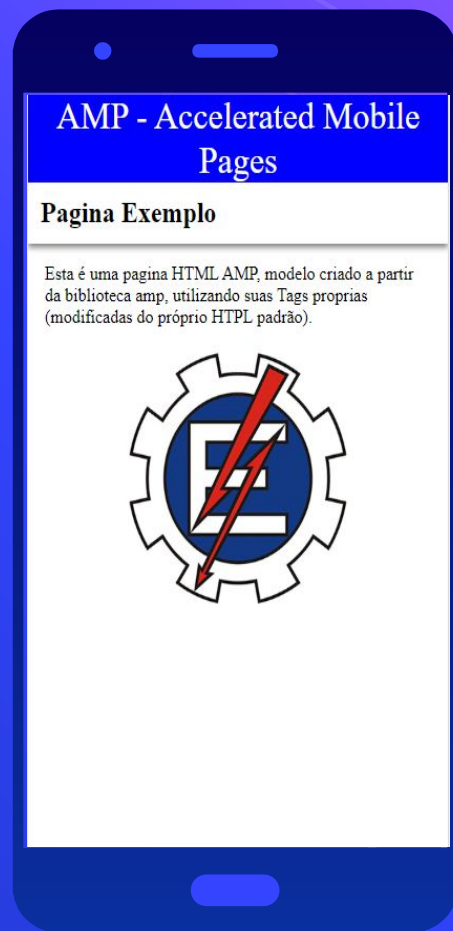 AMP - Accelerated Mobile
Pages
Pagina Exemplo
Esta é uma pagina HTML AMP, modelo criado a partir
da biblioteca amp, utilizando suas Tags proprias
(modificadas do próprio HTPL padrão).
E